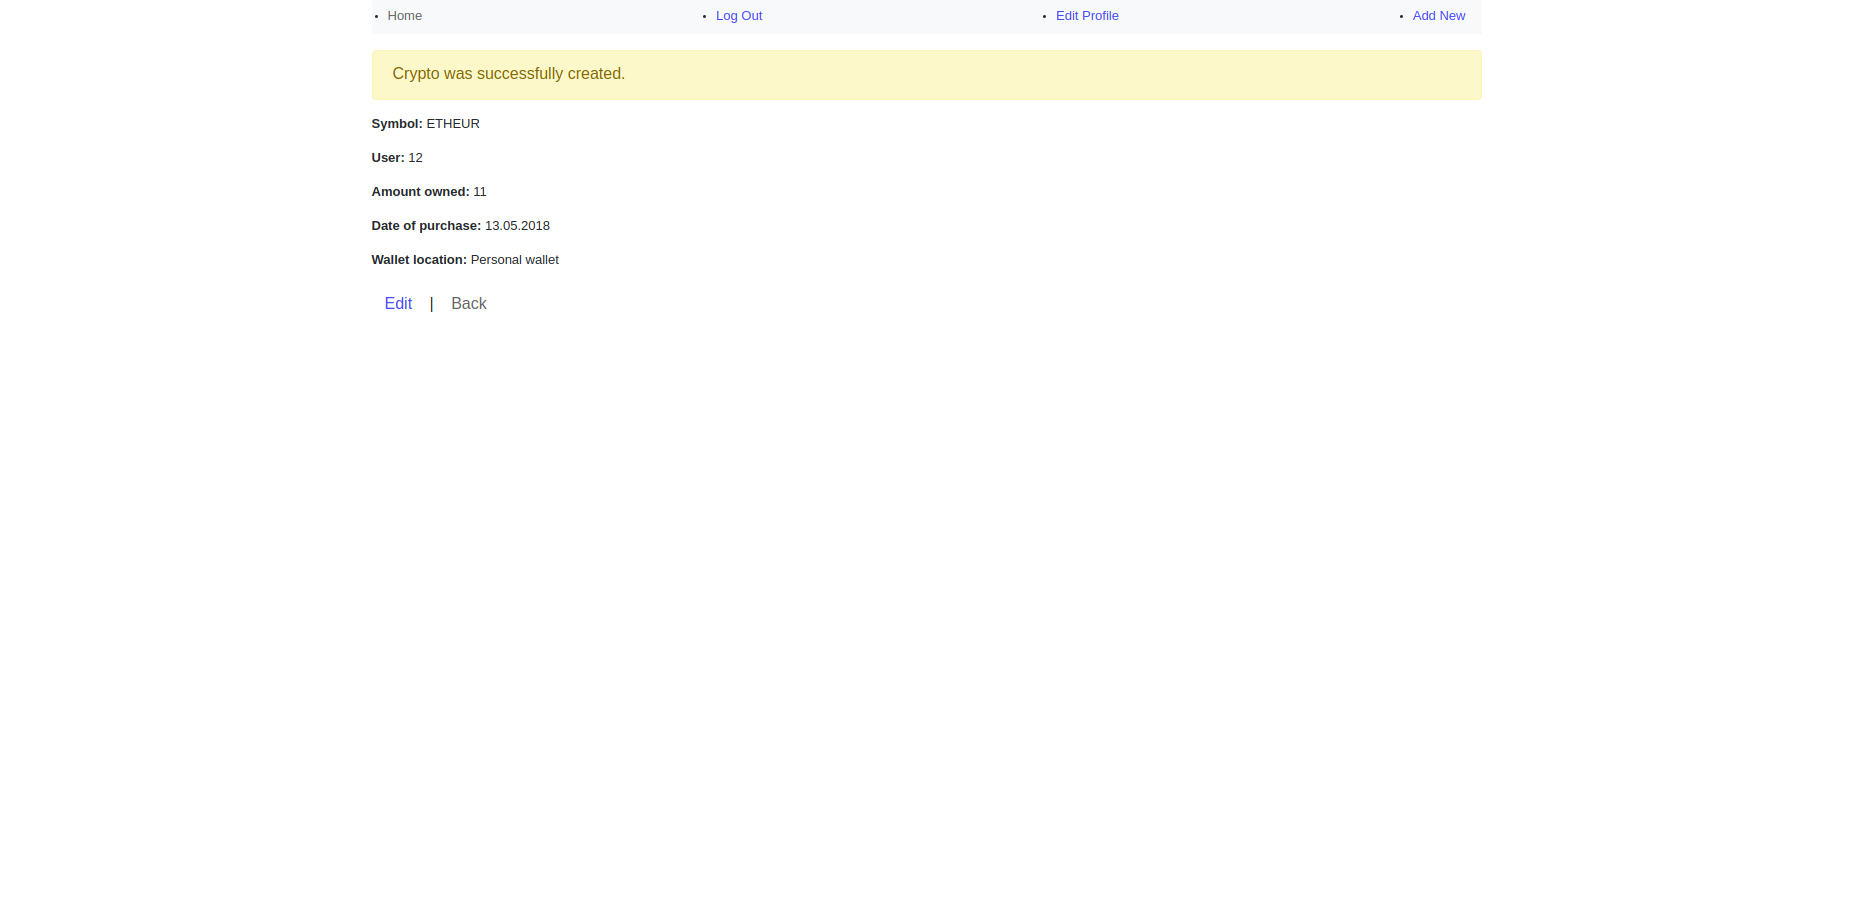 • Home • Log Out • Edit Profile • Add New
Crypto was successfully created.
Symbol: ETHEUR
User: 12
Amount owned: 11
Date of purchase: 13.05.2018
Wallet location: Personal wallet
Edit | Back